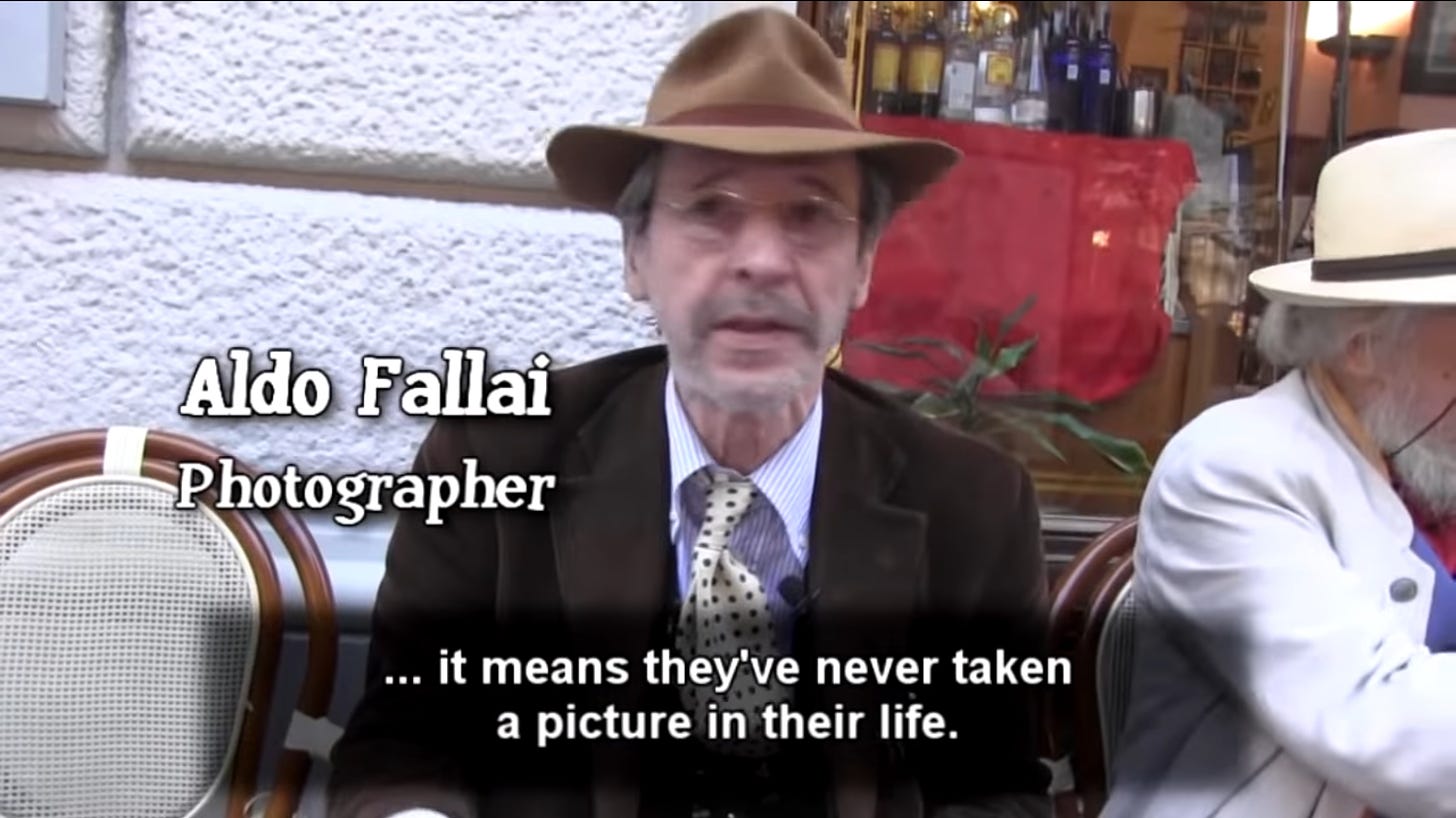 Aldo Fallai
Photographer
... it means they've never taken
a picture in their life.